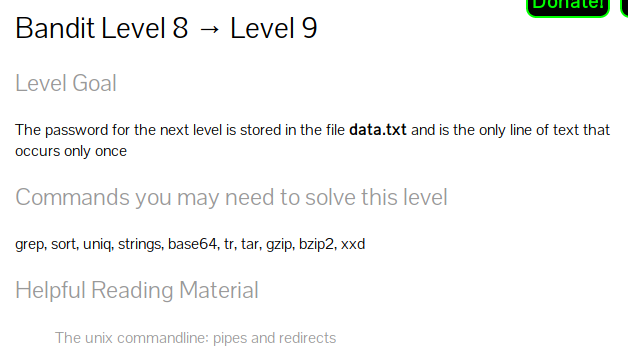 Donate!
Bandit Level 8 → Level 9
Level Goal
The password for the next level is stored in the file data.txt and is the only line of text that
occurs only once
Commands you may need to solve this level
grep, sort, uniq, strings, base64, tr, tar, gzip, bzip2, xxd
Helpful Reading Material
The unix commandline: pipes and redirects